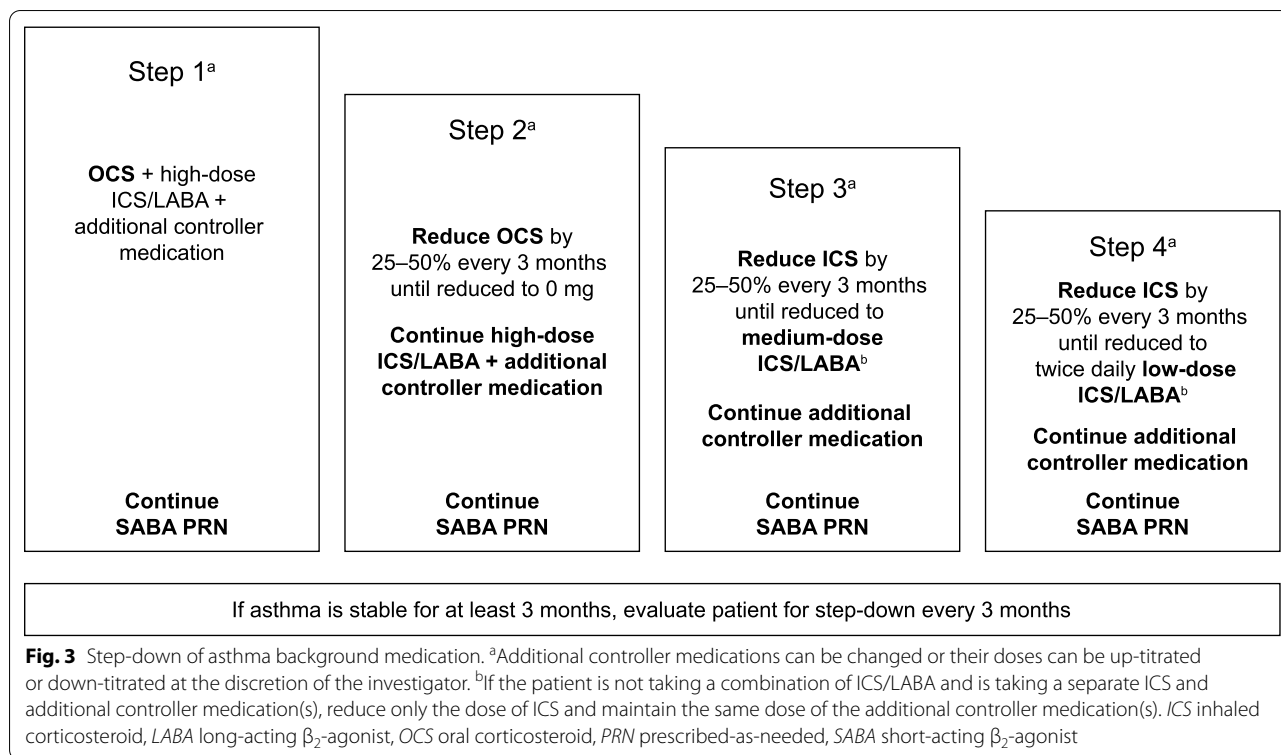 Step 1ᵃ
OCS + high-dose
ICS/LABA +
additional controller
medication
Continue
SABA PRN
Step 2ᵃ
Reduce OCS by
25–50% every 3 months
until reduced to 0 mg
Continue high-dose
ICS/LABA + additional
controller medication
Continue
SABA PRN
Step 3ᵃ
Reduce ICS by
25–50% every 3 months
until reduced to
medium-dose
ICS/LABAᵇ
Continue additional
controller medication
Continue
SABA PRN
Step 4ᵃ
Reduce ICS by
25–50% every 3 months
until reduced to
twice daily low-dose
ICS/LABAᵇ
Continue additional
controller medication
Continue
SABA PRN
If asthma is stable for at least 3 months, evaluate patient for step-down every 3 months
Fig. 3 Step-down of asthma background medication. ᵃAdditional controller medications can be changed or their doses can be up-titrated
or down-titrated at the discretion of the investigator. ᵇIf the patient is not taking a combination of ICS/LABA and is taking a separate ICS and
additional controller medication(s), reduce only the dose of ICS and maintain the same dose of the additional controller medication(s). ICS inhaled
corticosteroid, LABA long-acting β₂-agonist, OCS oral corticosteroid, PRN prescribed-as-needed, SABA short-acting β₂-agonist